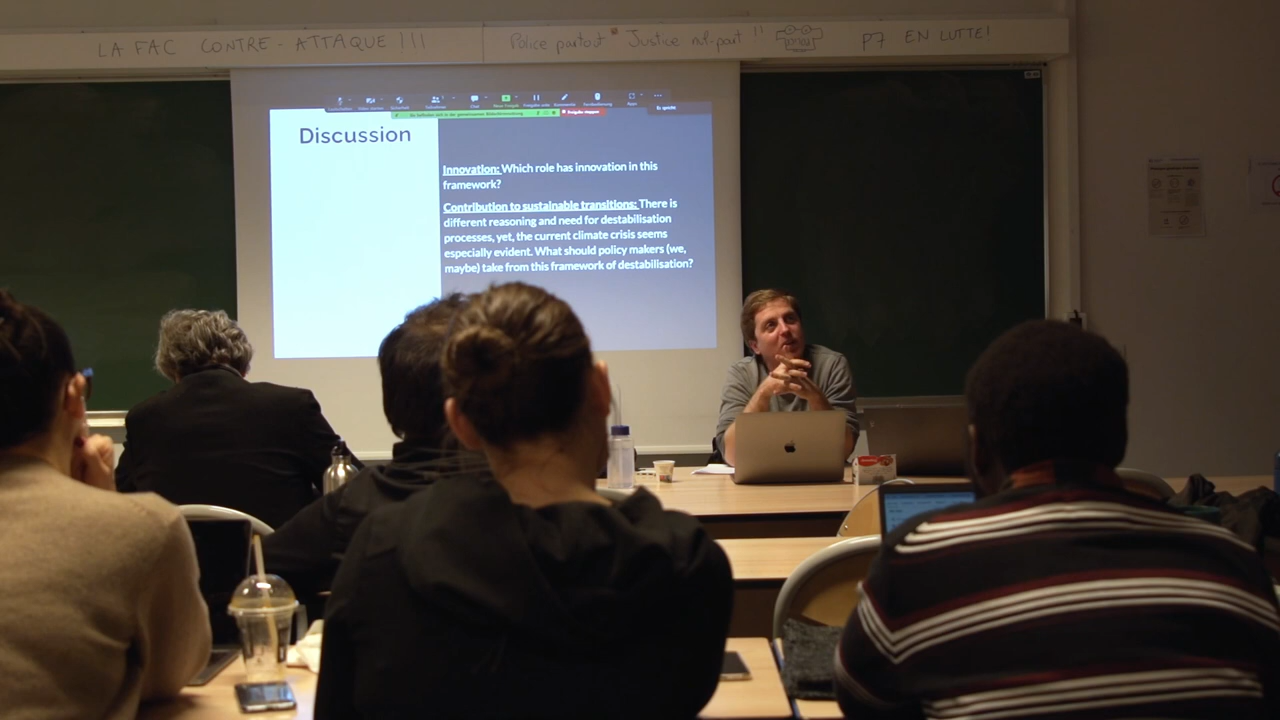 LA FAC CONTRE-ATTAQUE !!!
Police partout Justice nul-part !!
P7 EN LUTTE!
Discussion
Innovation: Which role has innovation in this
framework?
Contribution to sustainable transitions: There is
different reasoning and need for destabilisation
processes, yet, the current climate crisis seems
especially evident. What should policy makers (we,
maybe) take from this framework of destabilisation?